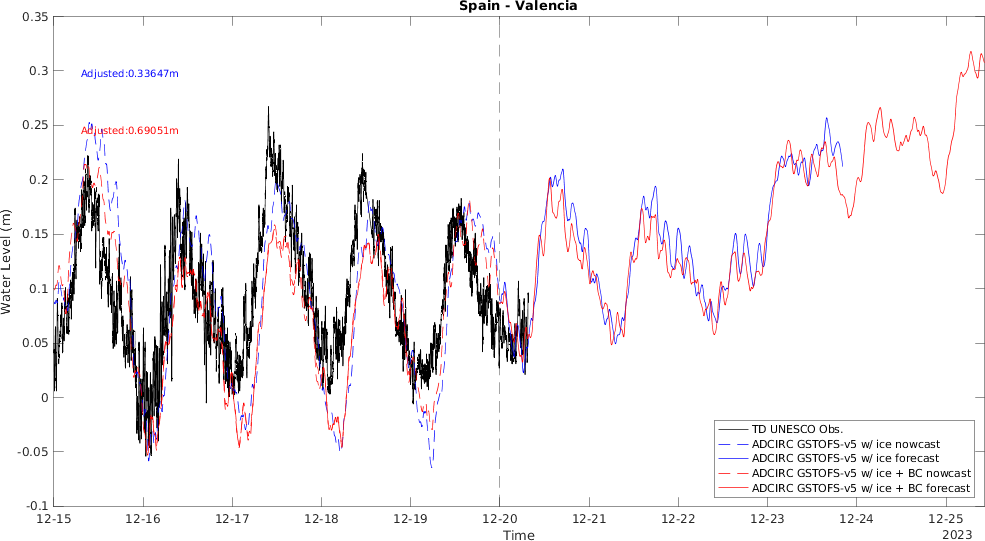 Spain - Valencia
0.35
0.3
0.25
0.2
0.15
0.1
0.05
0
-0.05
-0.1
Water Level (m)
Adjusted:0.33647m
Adjusted:0.69051m
TD UNESCO Obs.
ADCIRC GSTOFS-v5 w/ ice nowcast
ADCIRC GSTOFS-v5 w/ ice forecast
ADCIRC GSTOFS-v5 w/ ice + BC nowcast
ADCIRC GSTOFS-v5 w/ ice + BC forecast
12-15 12-16 12-17 12-18 12-19 12-20 12-21 12-22 12-23 12-24 12-25
Time
2023